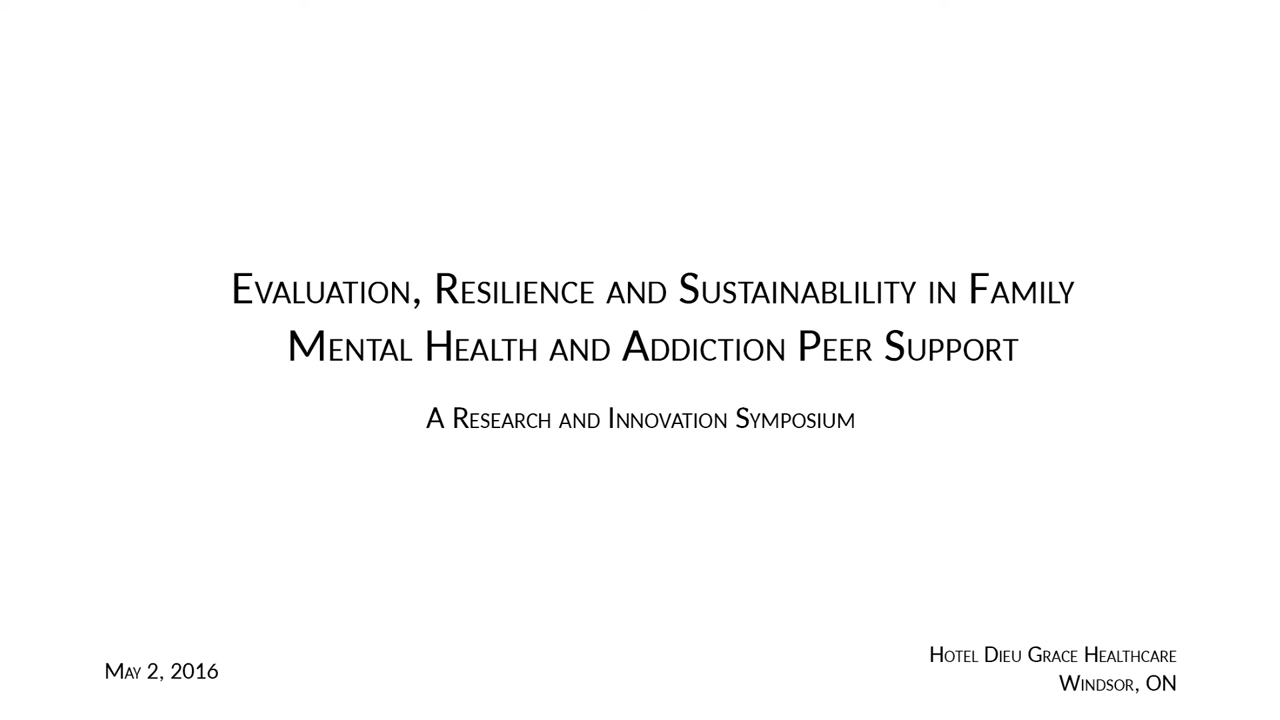 Evaluation, Resilience and Sustainablility in Family
Mental Health and Addiction Peer Support
A Research and Innovation Symposium
May 2, 2016
Hotel Dieu Grace Healthcare
Windsor, ON